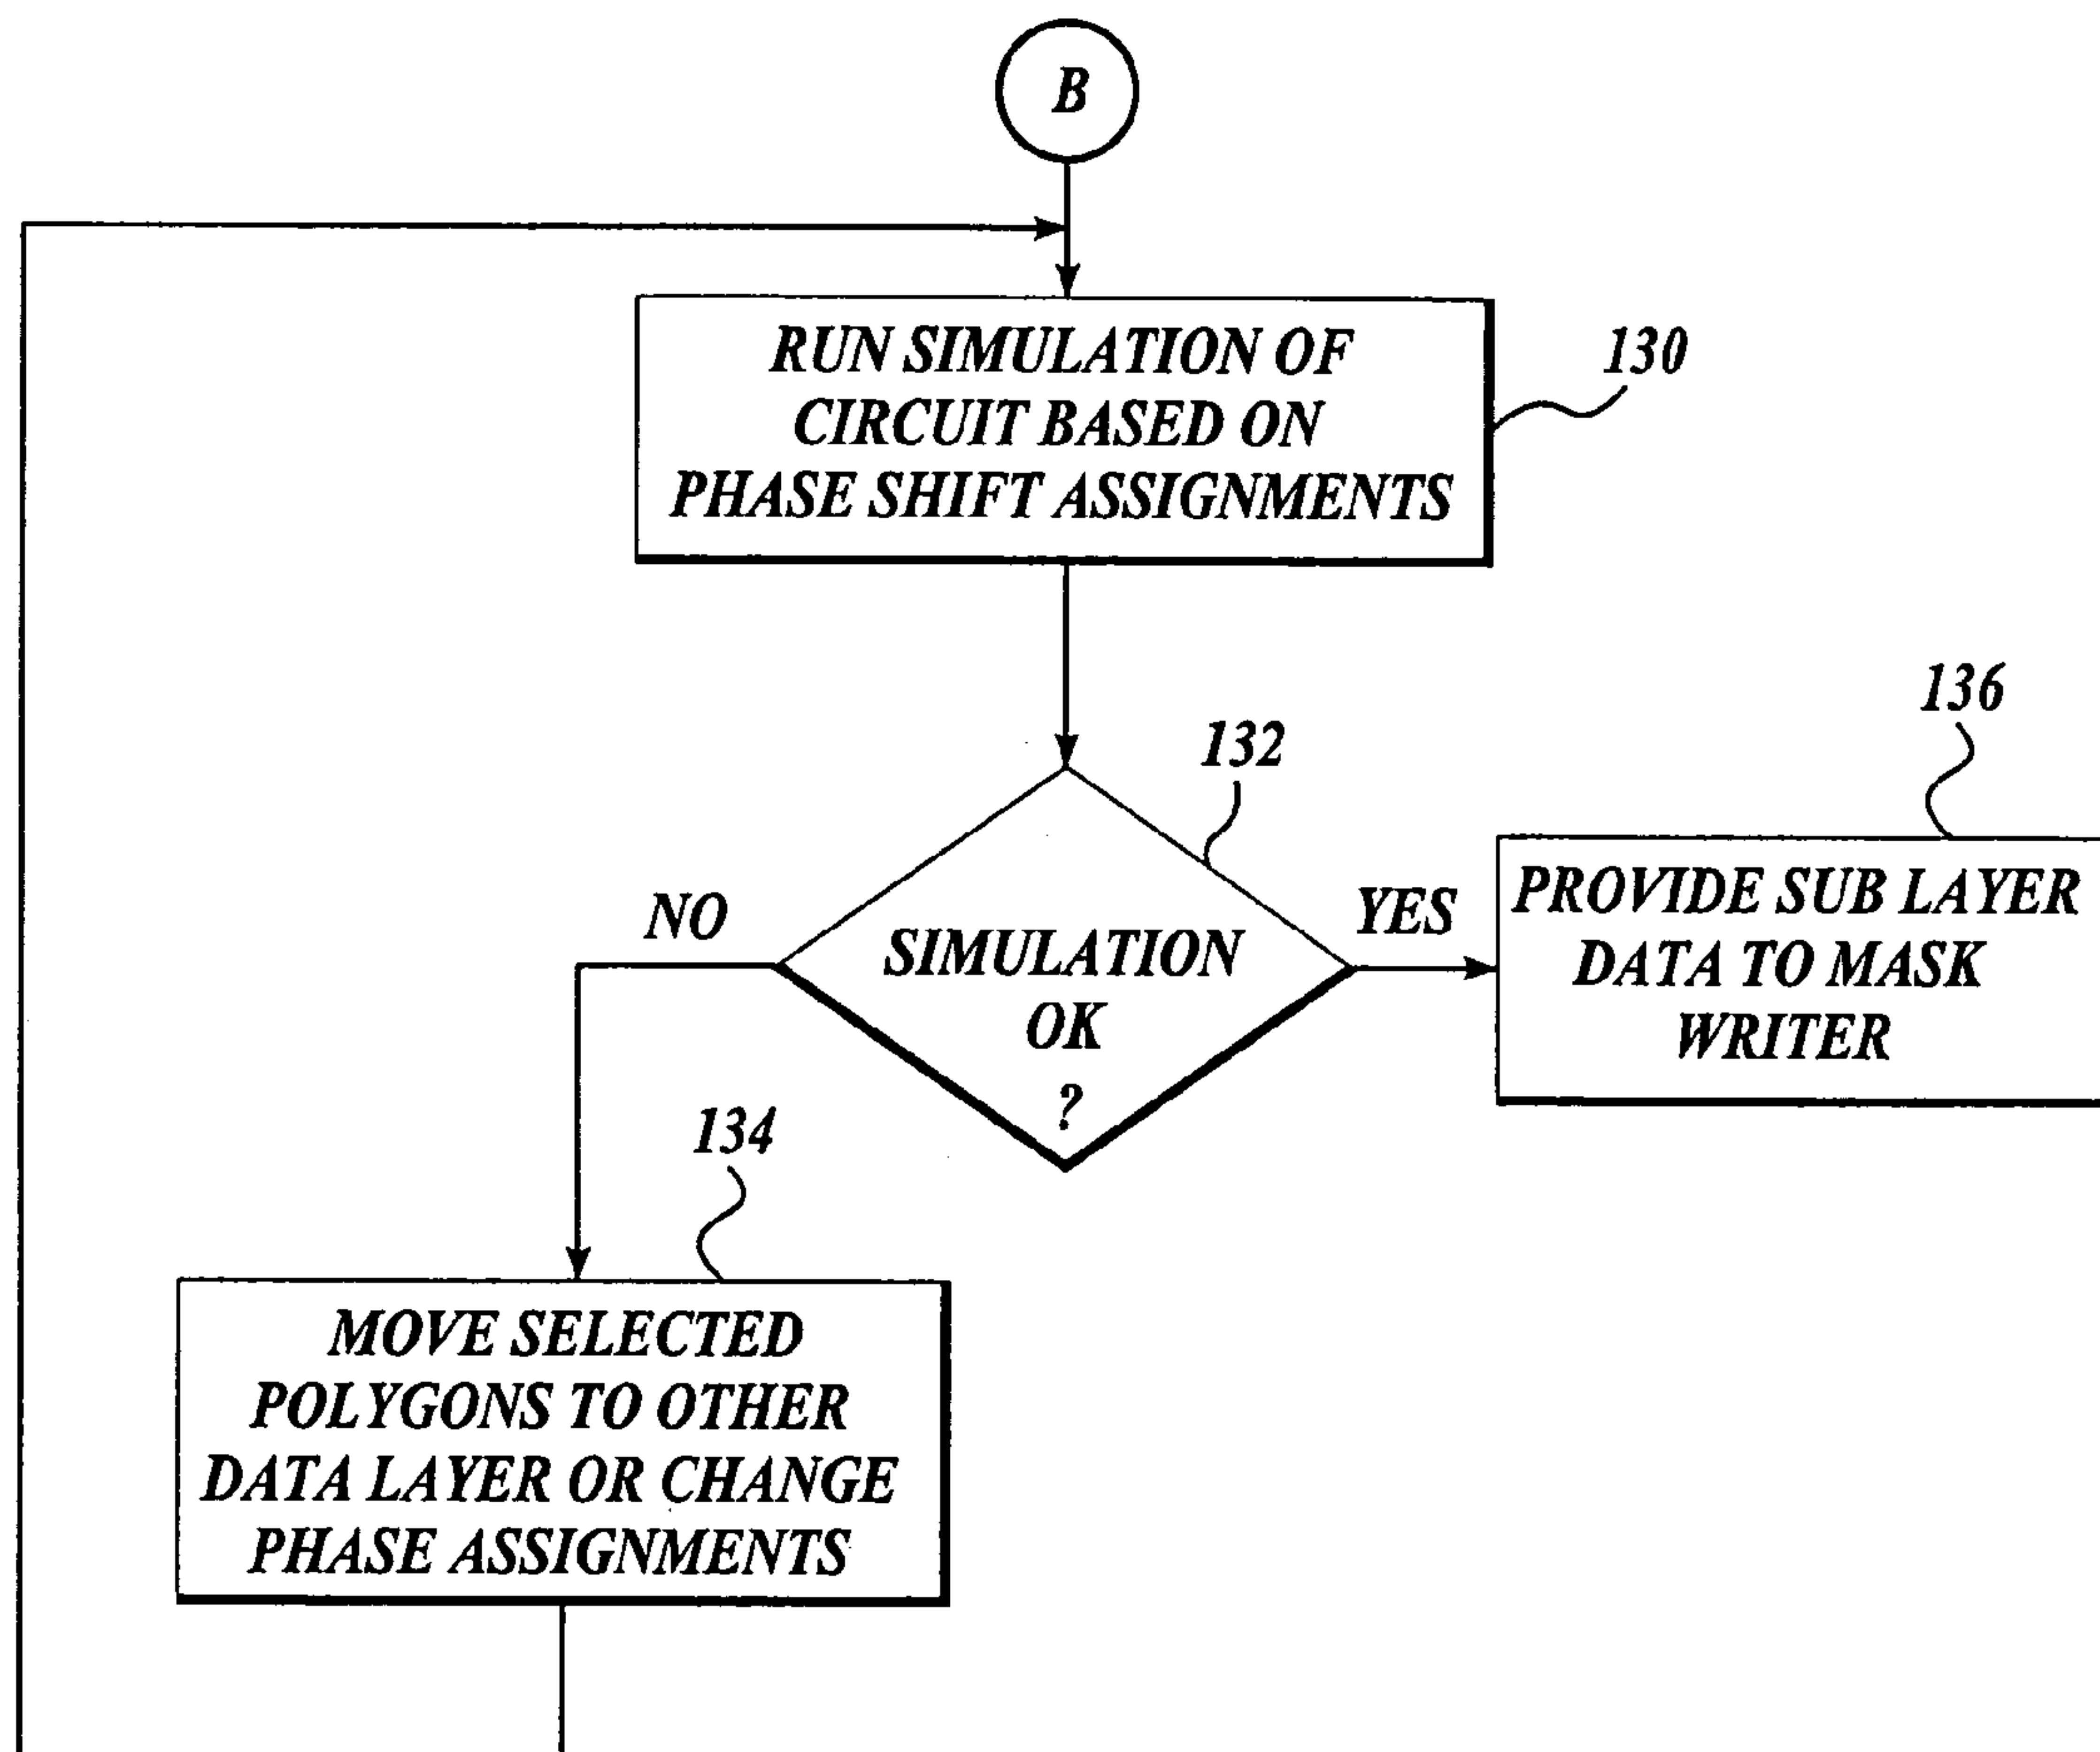 B
RUN SIMULATION OF
CIRCUIT BASED ON
PHASE SHIFT ASSIGNMENTS
130
132
136
SIMULATION
OK
?
NO
YES
PROVIDE SUB LAYER
DATA TO MASK
WRITER
134
MOVE SELECTED
POLYGONS TO OTHER
DATA LAYER OR CHANGE
PHASE ASSIGNMENTS